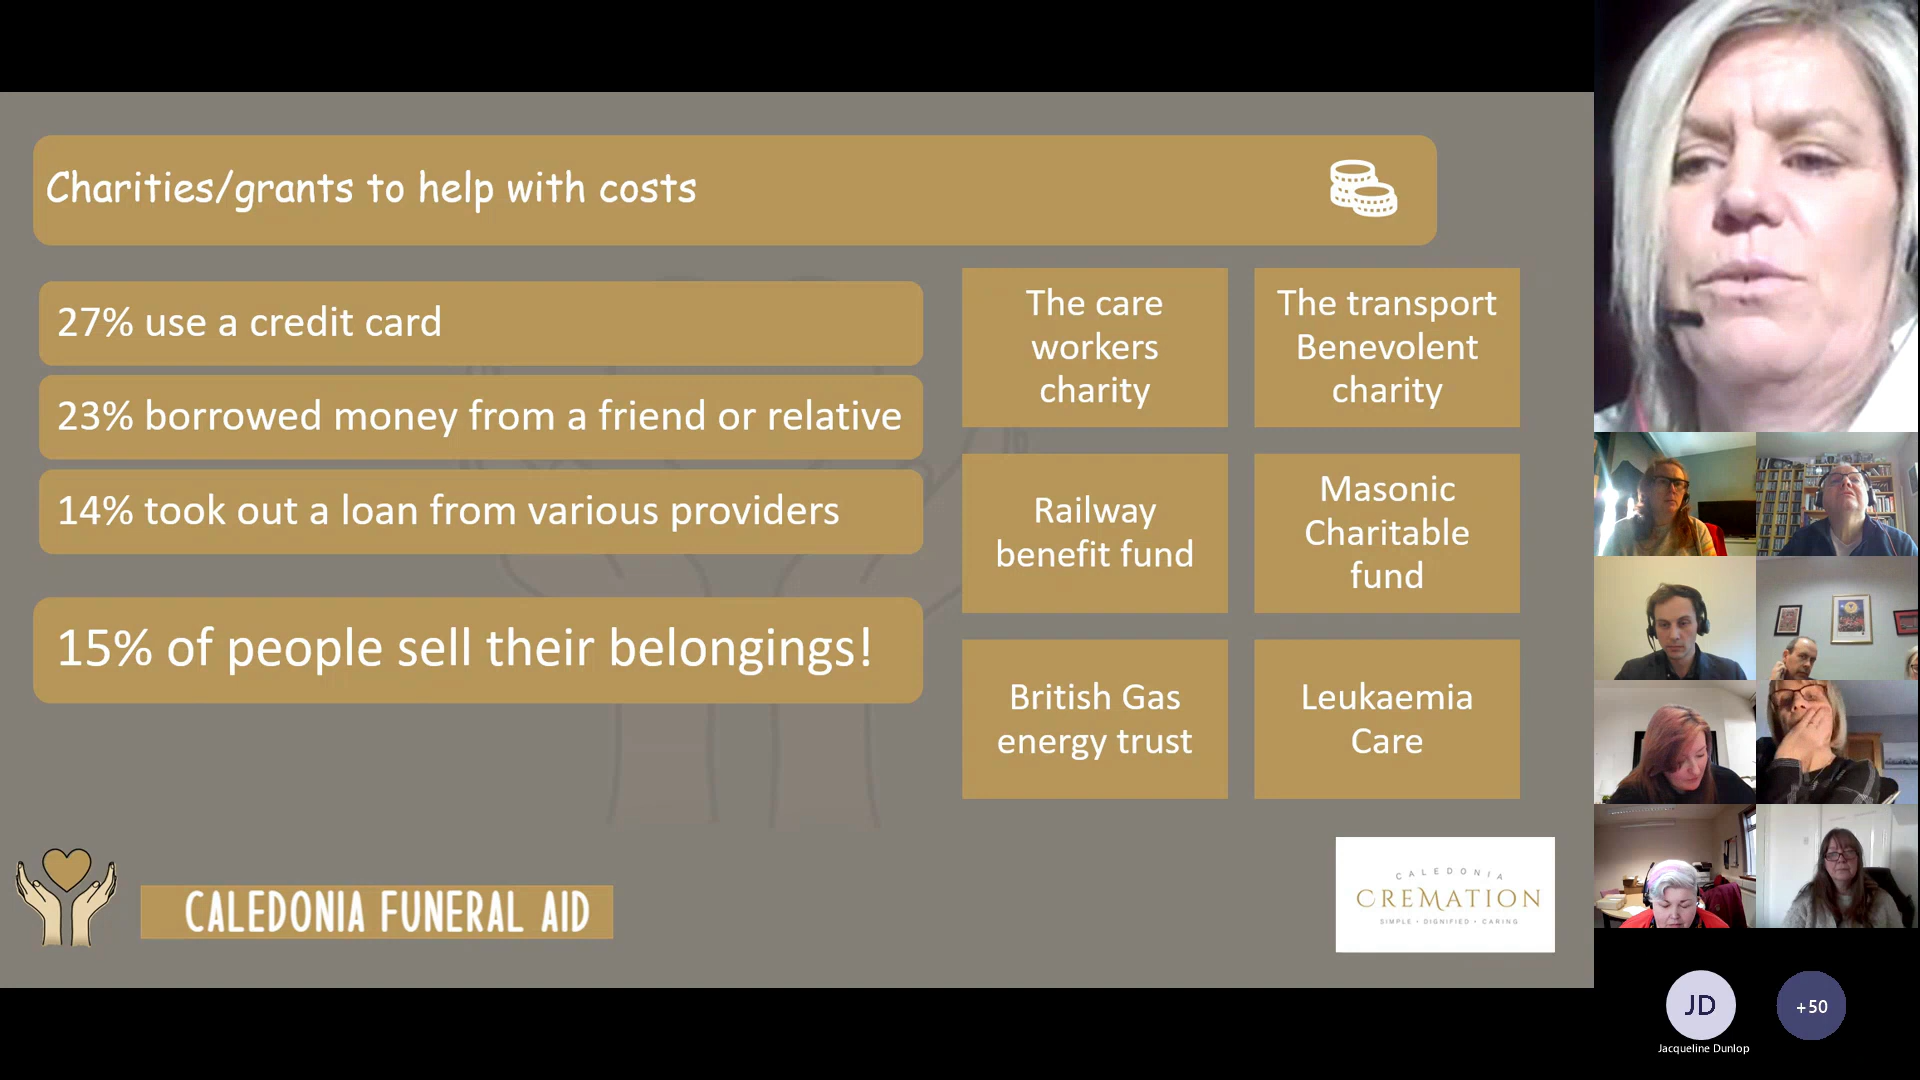 Charities/grants to help with costs
27% use a credit card
23% borrowed money from a friend or relative
14% took out a loan from various providers
15% of people sell their belongings!
The care
workers
charity
The transport
Benevolent
charity
Railway
benefit fund
Masonic
Charitable
fund
British Gas
energy trust
Leukaemia
Care
CALEDONIA FUNERAL AID
CALEDONIA
CREMATION
SIMPLE • DIGNIFIED • CARING
JD
+50
Jacqueline Dunlop